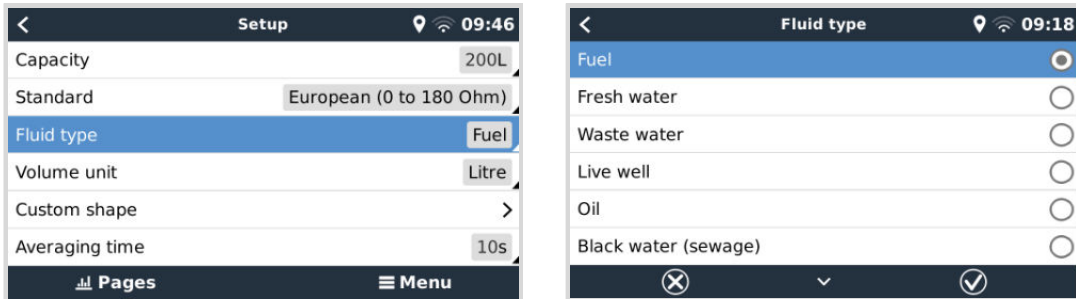 Setup 09:46
Capacity 200L
Standard European (0 to 180 Ohm)
Fluid type Fuel
Volume unit Litre
Custom shape
Averaging time 10s
Pages Menu
Fluid type 09:18
Fuel
Fresh water
Waste water
Live well
Oil
Black water (sewage)